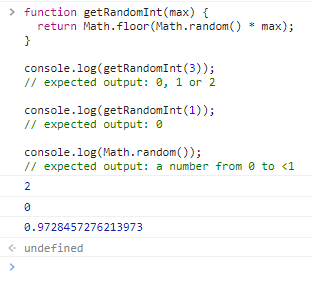 > function getRandomInt(max) {
  return Math.floor(Math.random() * max);
}

console.log(getRandomInt(3));
// expected output: 0, 1 or 2

console.log(getRandomInt(1));
// expected output: 0

console.log(Math.random());
// expected output: a number from 0 to <1
2
0
0.9728457276213973
<- undefined
>